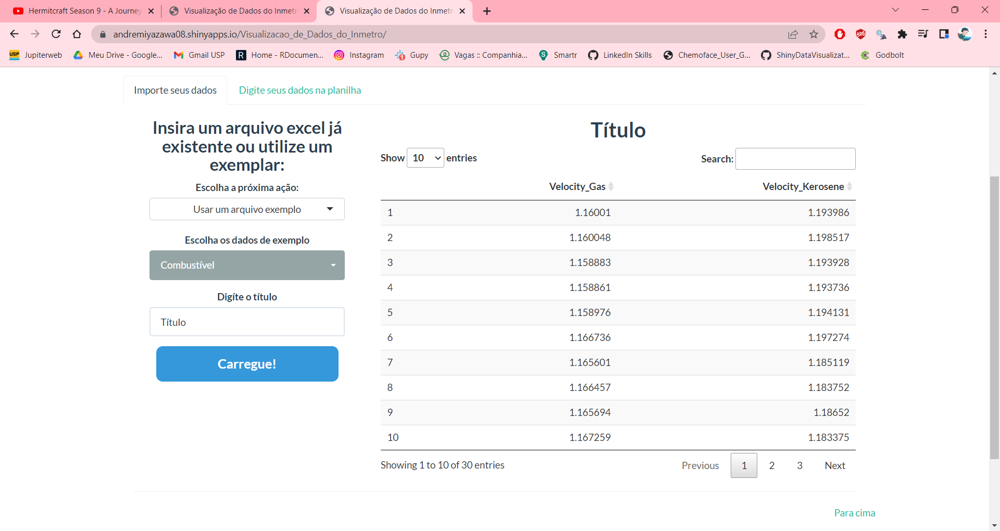 Hermitcraft Season 9 - A Journey
Visualização de Dados do Inmetr
Visualização de Dados do Inmetr
andremiyazawa08.shinyapps.io/Visualizacao_de_Dados_do_Inmetro/
USP Jupiterweb
Meu Drive - Google...
Gmail USP
R Home - RDocumen...
Instagram
Gupy
Vagas :: Companhia...
S Smartr
LinkedIn Skills
Chemoface_User_G...
ShinyDataVisualizat...
Godbolt
Importe seus dados
Digite seus dados na planilha
Insira um arquivo excel já
existente ou utilize um
exemplar:
Escolha a próxima ação:
Usar um arquivo exemplo
Escolha os dados de exemplo
Combustível
Digíte o título
Título
Carregue!
Título
Show 10 entries
Search:
Velocity_Gas Velocity_Kerosene
1 1.16001 1.193986
2 1.160048 1.198517
3 1.158883 1.193928
4 1.158861 1.193736
5 1.158976 1.194131
6 1.166736 1.197274
7 1.165601 1.185119
8 1.166457 1.183752
9 1.165694 1.18652
10 1.167259 1.183375
Showing 1 to 10 of 30 entries
Previous 1 2 3 Next
Para cima